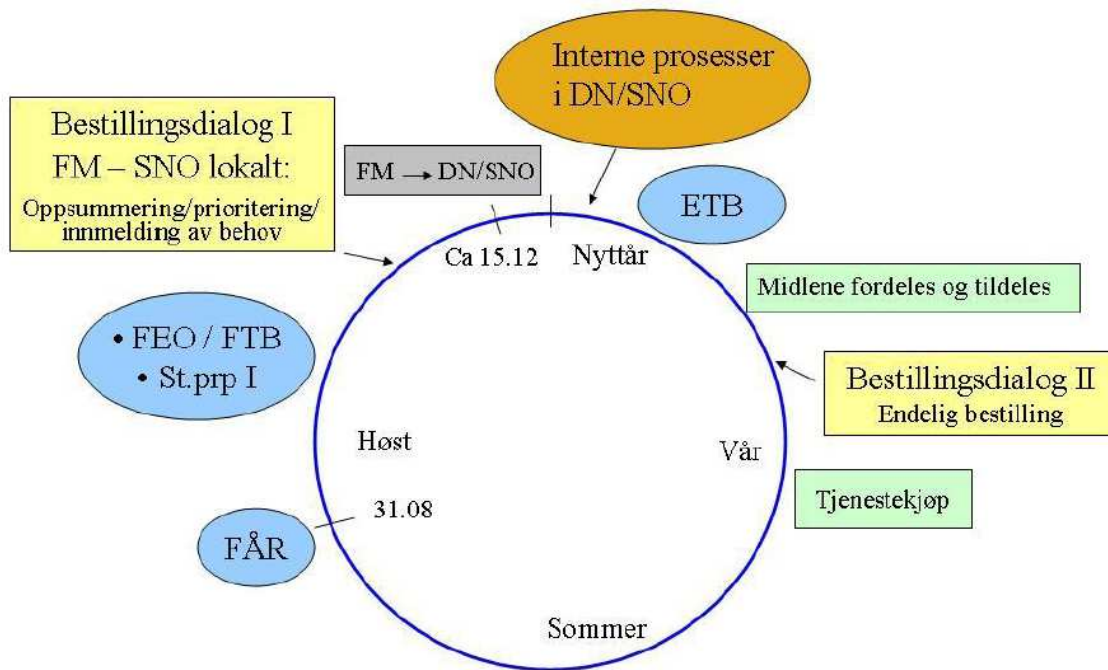 Interne prosesser
i DN/SNO
Bestillingsdialog I
FM – SNO lokalt:
Oppsummering/prioritering/
innmelding av behov
FM → DN/SNO
ETB
Ca 15.12
Nyttår
Midlene fordeles og tildeles
• FEO / FTB
• St.prp I
Bestillingsdialog II
Endelig bestilling
Høst
Vår
Tjenestekjøp
31.08
FÅR
Sommer